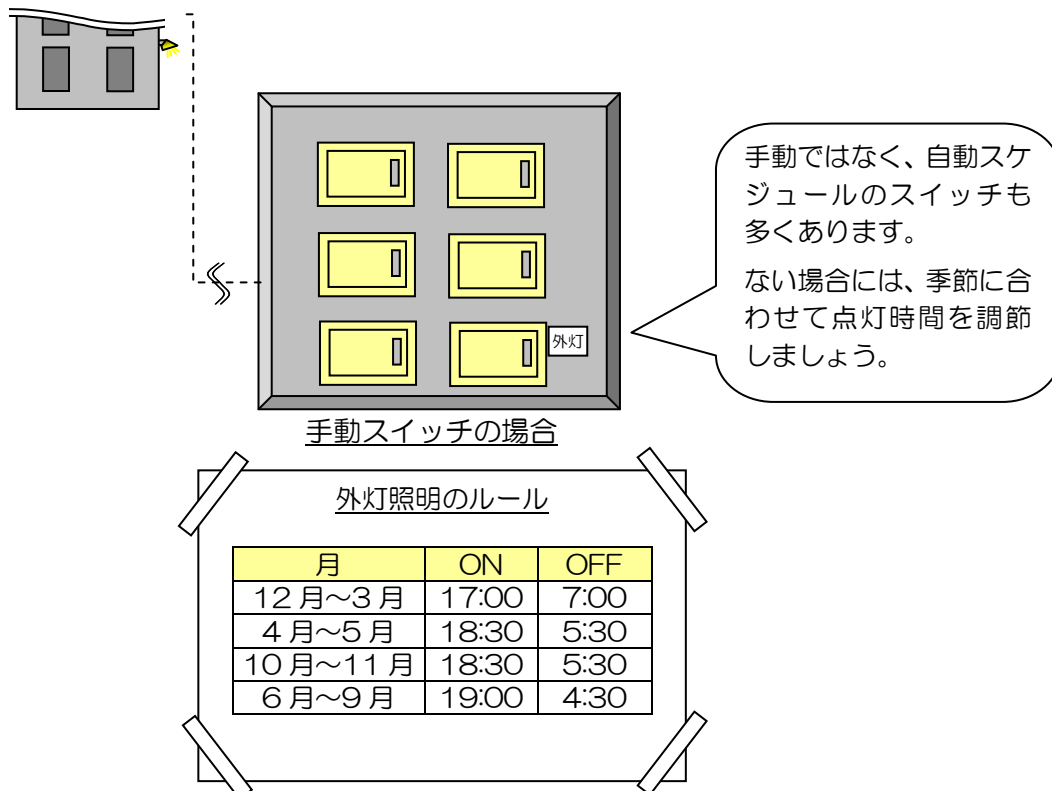 手動ではなく、自動スケ
ジュールのスイッチも
多くあります。
ない場合には、季節に合
わせて点灯時間を調節
しましょう。
外灯
手動スイッチの場合
外灯照明のルール
月 ON OFF
12月～3月 17:00 7:00
4月～5月 18:30 5:30
10月～11月 18:30 5:30
6月～9月 19:00 4:30